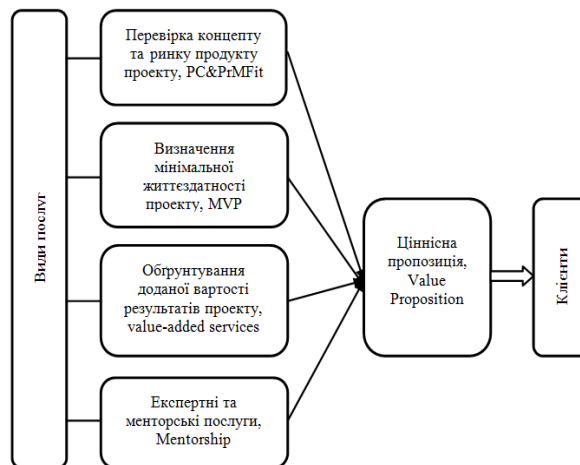 Види послуг
Перевірка концепту
та ринку продукту
проекту, PC&PrMFit
Визначення
мінімальної
життєздатності
проекту, MVP
Обґрунтування
доданої вартості
результатів проекту,
value-added services
Експертні та
менторські послуги,
Mentorship
Ціннісна
пропозиція,
Value
Proposition
Клієнти